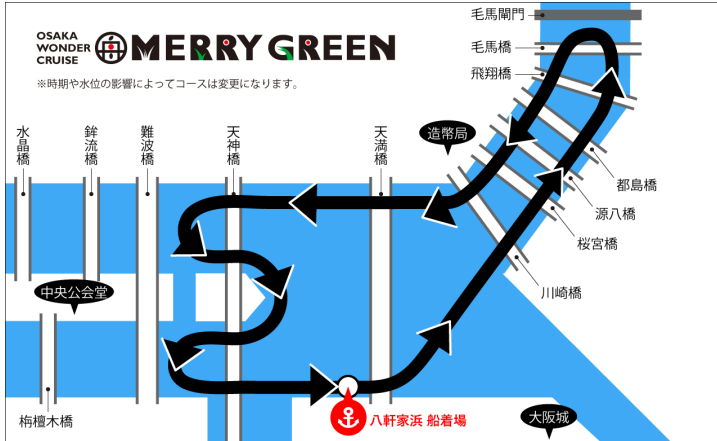 OSAKA
WONDER
CRUISE
舟 MERRY GREEN
※時期や水位の影響によってコースは変更になります。
毛馬閘門
毛馬橋
飛翔橋
造幣局
水晶橋
鉾流橋
難波橋
天神橋
天満橋
都島橋
源八橋
桜宮橋
川崎橋
中央公会堂
栴檀木橋
八軒家浜 船着場
大阪城